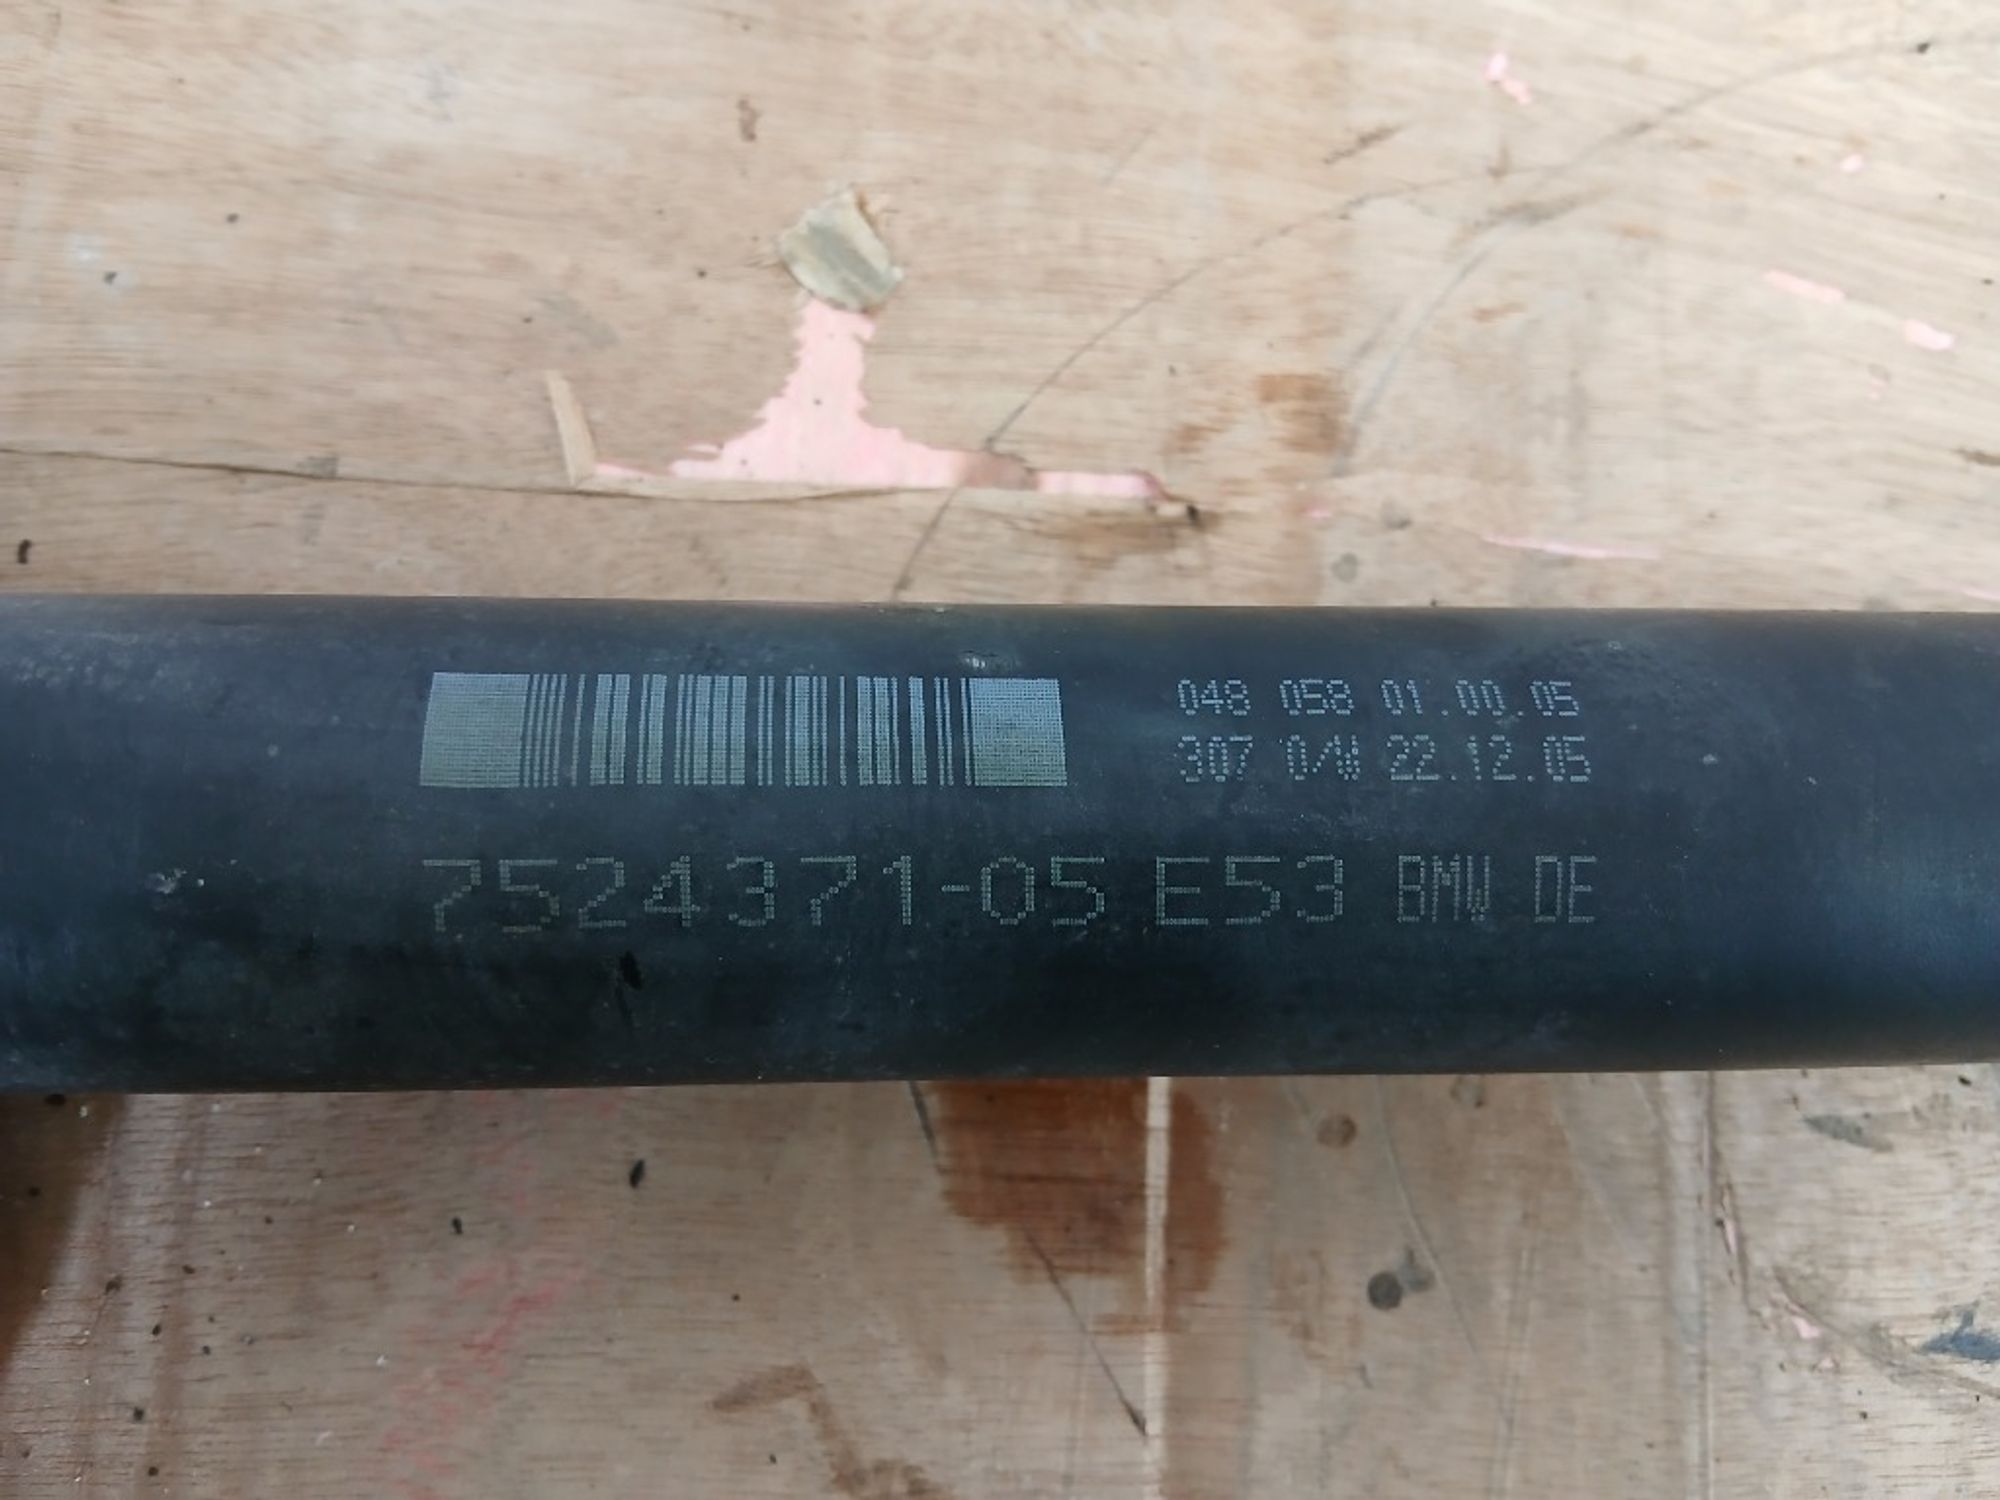 048 058 01.00.05
307 0/W 22.12.05
7524371-05 E53 BMW DE